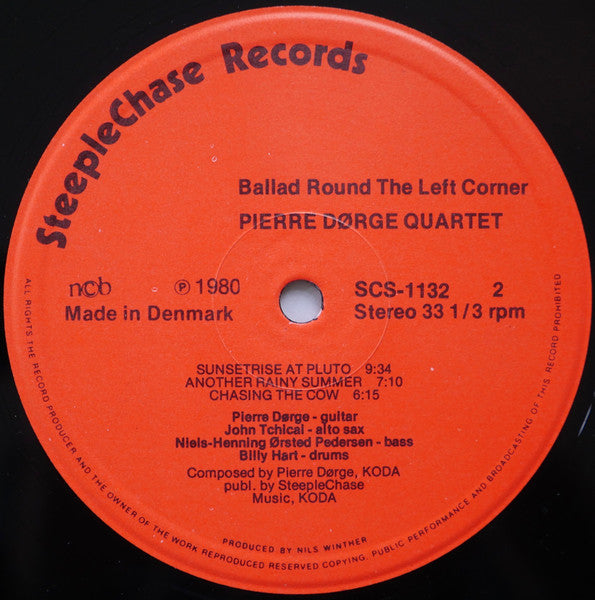 SteepleChase Records
Ballad Round The Left Corner
PIERRE DØRGE QUARTET
ncb
℗ 1980
SCS-1132 2
Made in Denmark
Stereo 33 1/3 rpm
SUNSETRISE AT PLUTO 9:34
ANOTHER RAINY SUMMER 7:10
CHASING THE COW 6:15
Pierre Dørge - guitar
John Tchicai - alto sax
Niels-Henning Ørsted Pedersen - bass
Billy Hart - drums
Composed by Pierre Dørge, KODA
publ. by SteepleChase
Music, KODA
PRODUCED BY NILS WINTHER
ALL RIGHTS THE RECORD PRODUCER AND THE OWNER OF THE WORK REPRODUCED RESERVED COPYING, PUBLIC PERFORMANCE AND BROADCASTING OF THIS RECORD PROHIBITED